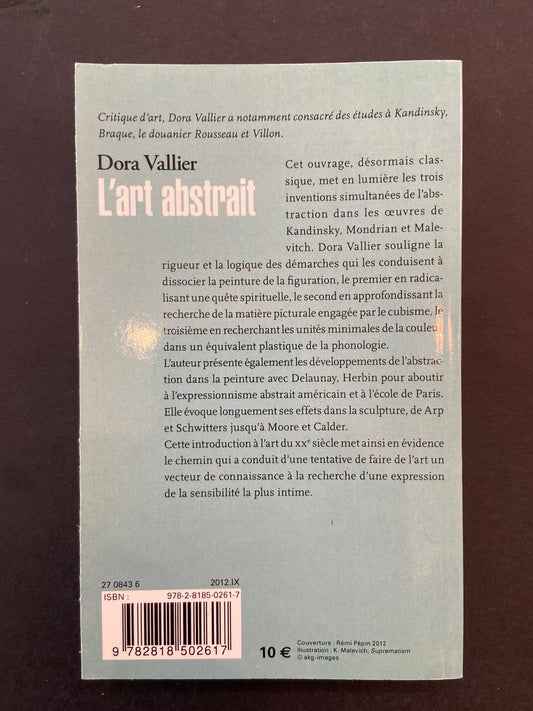 Critique d'art, Dora Vallier a notamment consacré des études à Kandinsky,
Braque, le douanier Rousseau et Villon.
Dora Vallier
L'art abstrait
Cet ouvrage, désormais clas-
sique, met en lumière les trois
inventions simultanées de l'abs-
traction dans les œuvres de
Kandinsky, Mondrian et Male-
vitch. Dora Vallier souligne la
rigueur et la logique des démarches qui les conduisent à
dissocier la peinture de la figuration, le premier en radica-
lisant une quête spirituelle, le second en approfondissant la
recherche de la matière picturale engagée par le cubisme, le
troisième en recherchant les unités minimales de la couleur
dans un équivalent plastique de la phonologie.
L'auteur présente également les développements de l'abstrac-
tion dans la peinture avec Delaunay, Herbin pour aboutir
à l'expressionnisme abstrait américain et à l'école de Paris.
Elle évoque longuement ses effets dans la sculpture, de Arp
et Schwitters jusqu'à Moore et Calder.
Cette introduction à l'art du XXe siècle met ainsi en évidence
le chemin qui a conduit d'une tentative de faire de l'art un
vecteur de connaissance à la recherche d'une expression
de la sensibilité la plus intime.
27 0843 6 2012.IX
ISBN : 978-2-8185-0261-7
9 782818 502617
10 €
Couverture : Rémi Pépin 2012
Illustration : K. Malevich, Suprematism
© akg-images